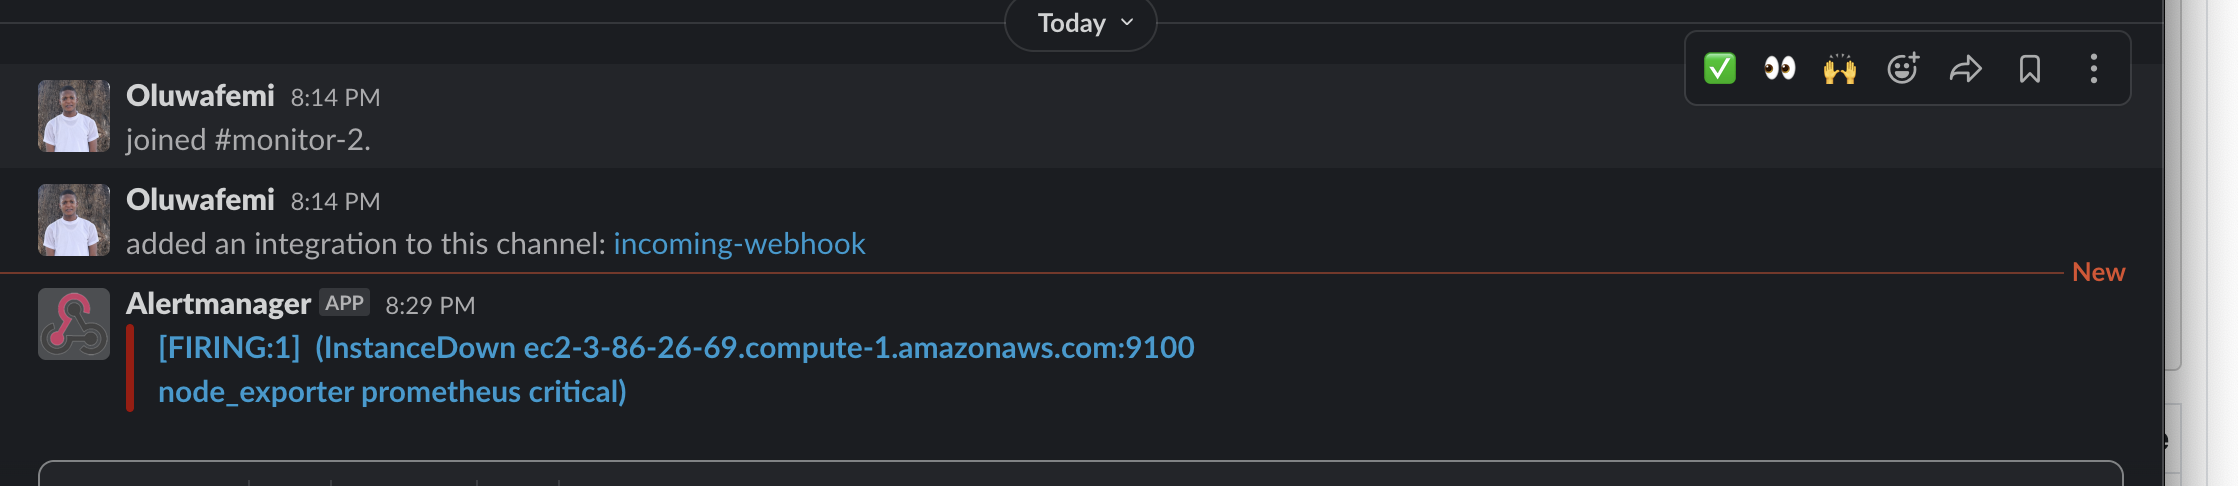 Today
Oluwafemi 8:14 PM
joined #monitor-2.
Oluwafemi 8:14 PM
added an integration to this channel: incoming-webhook
New
Alertmanager APP 8:29 PM
[FIRING:1] (InstanceDown ec2-3-86-26-69.compute-1.amazonaws.com:9100
node_exporter prometheus critical)